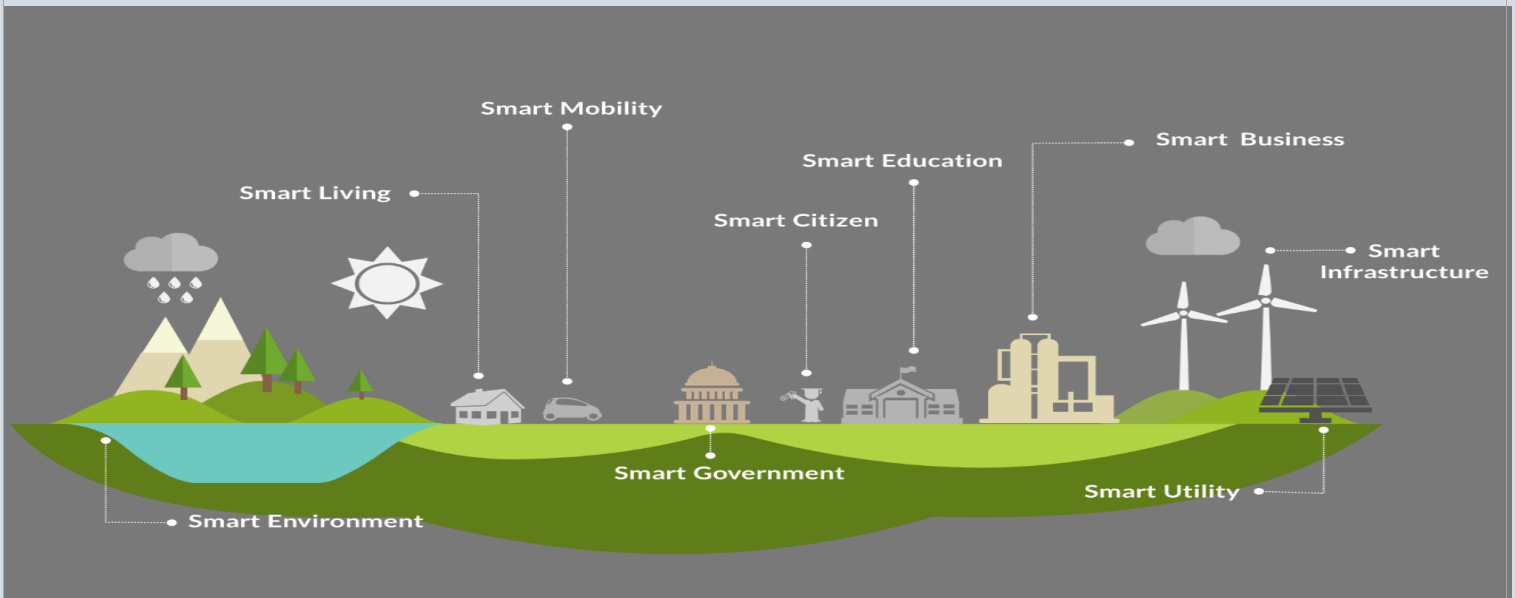 Smart Mobility
Smart Business
Smart Education
Smart Living
Smart Citizen
Smart
Infrastructure
Smart Government
Smart Utility
Smart Environment